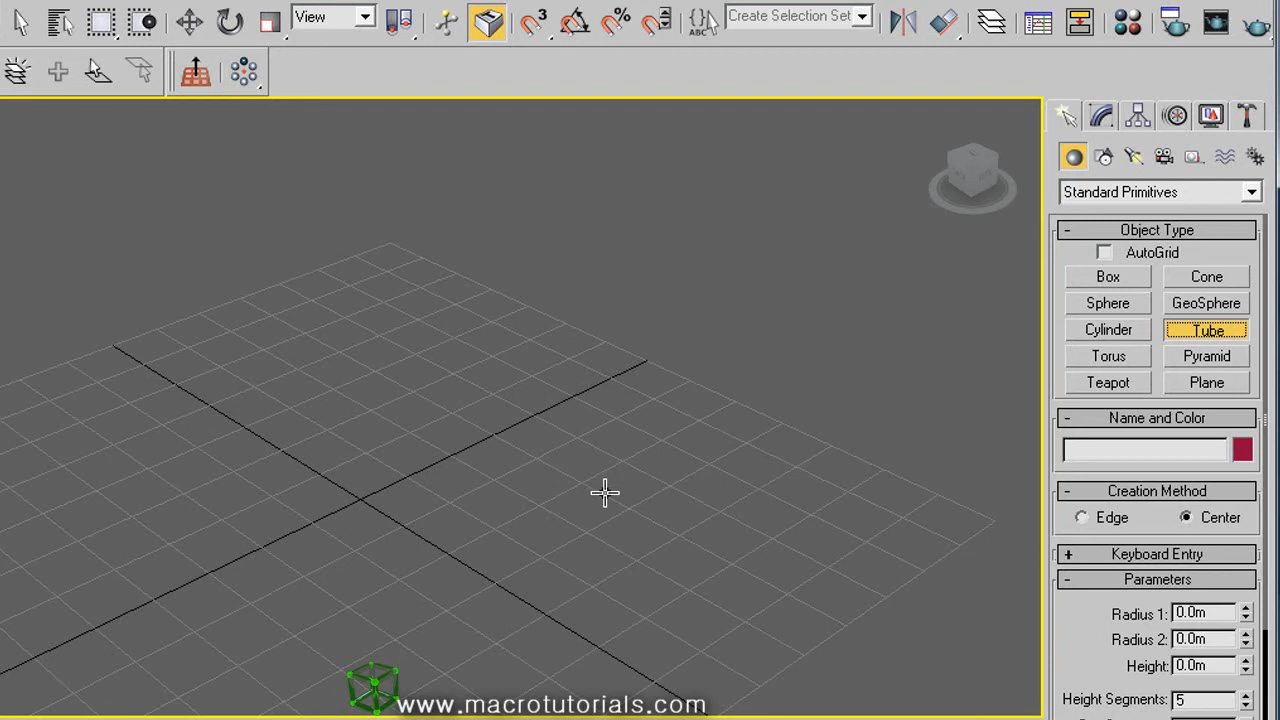 View
3
%
{}
ABC
Create Selection Set
Standard Primitives
- Object Type
AutoGrid
Box
Cone
Sphere
GeoSphere
Cylinder
Tube
Torus
Pyramid
Teapot
Plane
- Name and Color
- Creation Method
Edge
Center
+ Keyboard Entry
- Parameters
Radius 1: 0.0m
Radius 2: 0.0m
Height: 0.0m
Height Segments: 5
www.macrotutorials.com